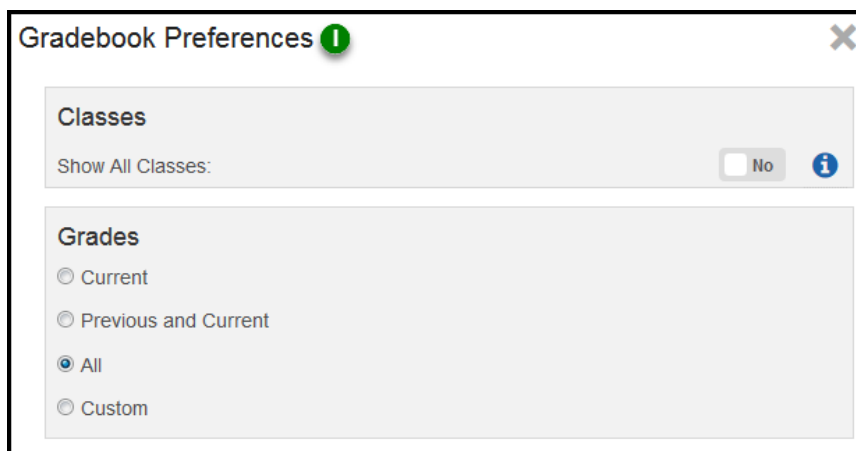 Gradebook Preferences I
Classes
Show All Classes: No
Grades
Current
Previous and Current
All
Custom